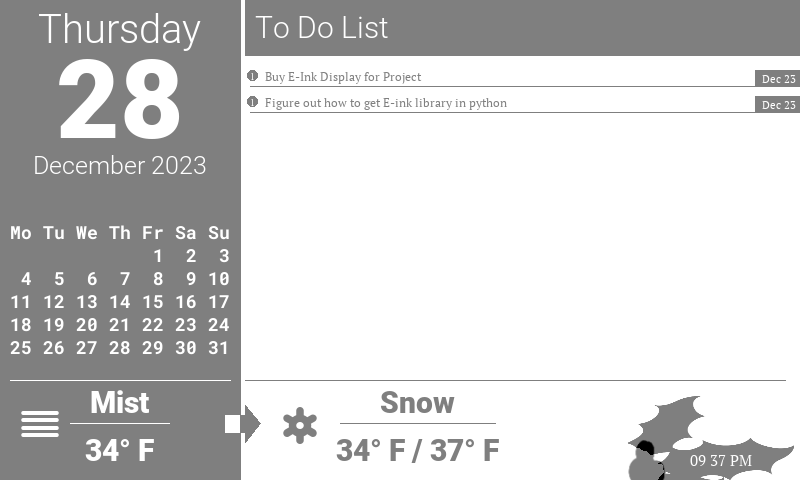 Thursday
28
December 2023
Mo Tu We Th Fr Sa Su
1 2 3
4 5 6 7 8 9 10
11 12 13 14 15 16 17
18 19 20 21 22 23 24
25 26 27 28 29 30 31
Mist
34° F
To Do List
1 Buy E-Ink Display for Project Dec 23
1 Figure out how to get E-ink library in python Dec 23
Snow
34° F / 37° F
09 37 PM